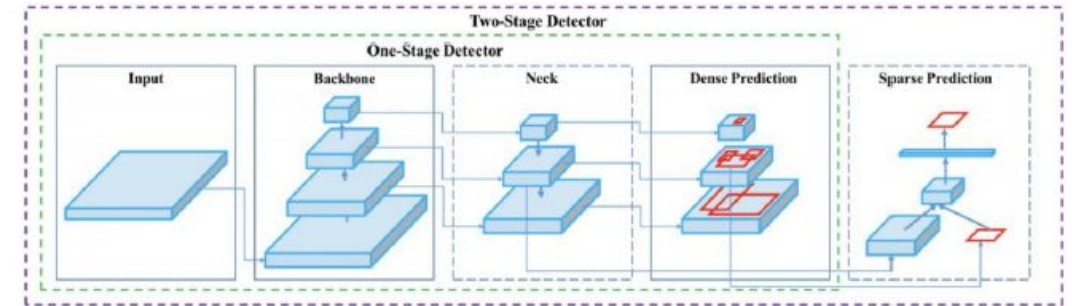 Two-Stage Detector
One-Stage Detector
Input
Backbone
Neck
Dense Prediction
Sparse Prediction